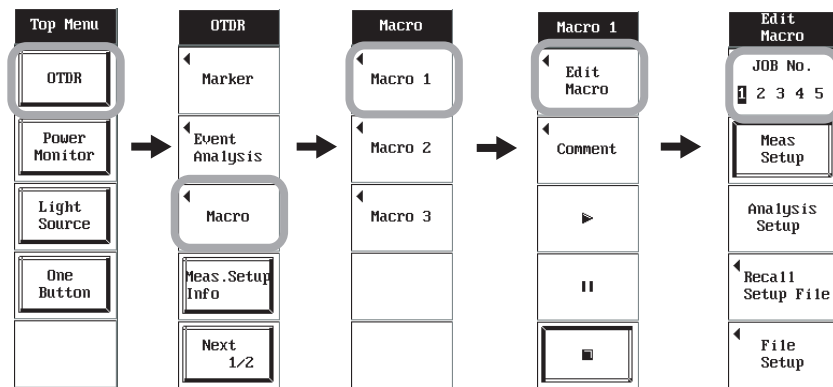 Top Menu
OTDR
Power
Monitor
Light
Source
One
Button
OTDR
Marker
Event
Analysis
Macro
Meas.Setup
Info
Next
1/2
Macro
Macro 1
Macro 2
Macro 3
Macro 1
Edit
Macro
Comment
Edit
Macro
JOB No.
1 2 3 4 5
Meas
Setup
Analysis
Setup
Recall
Setup File
File
Setup